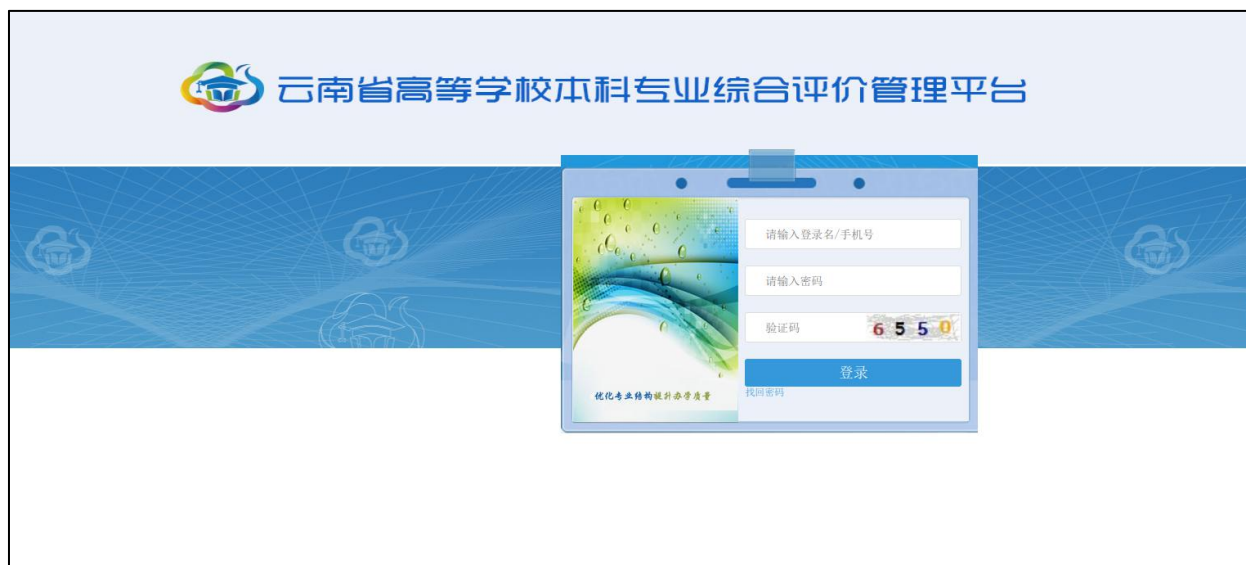 云南省高等学校本科专业综合评价管理平台
请输入登录名/手机号
请输入密码
验证码 6550
登录
找回密码
优化专业结构提升办学质量